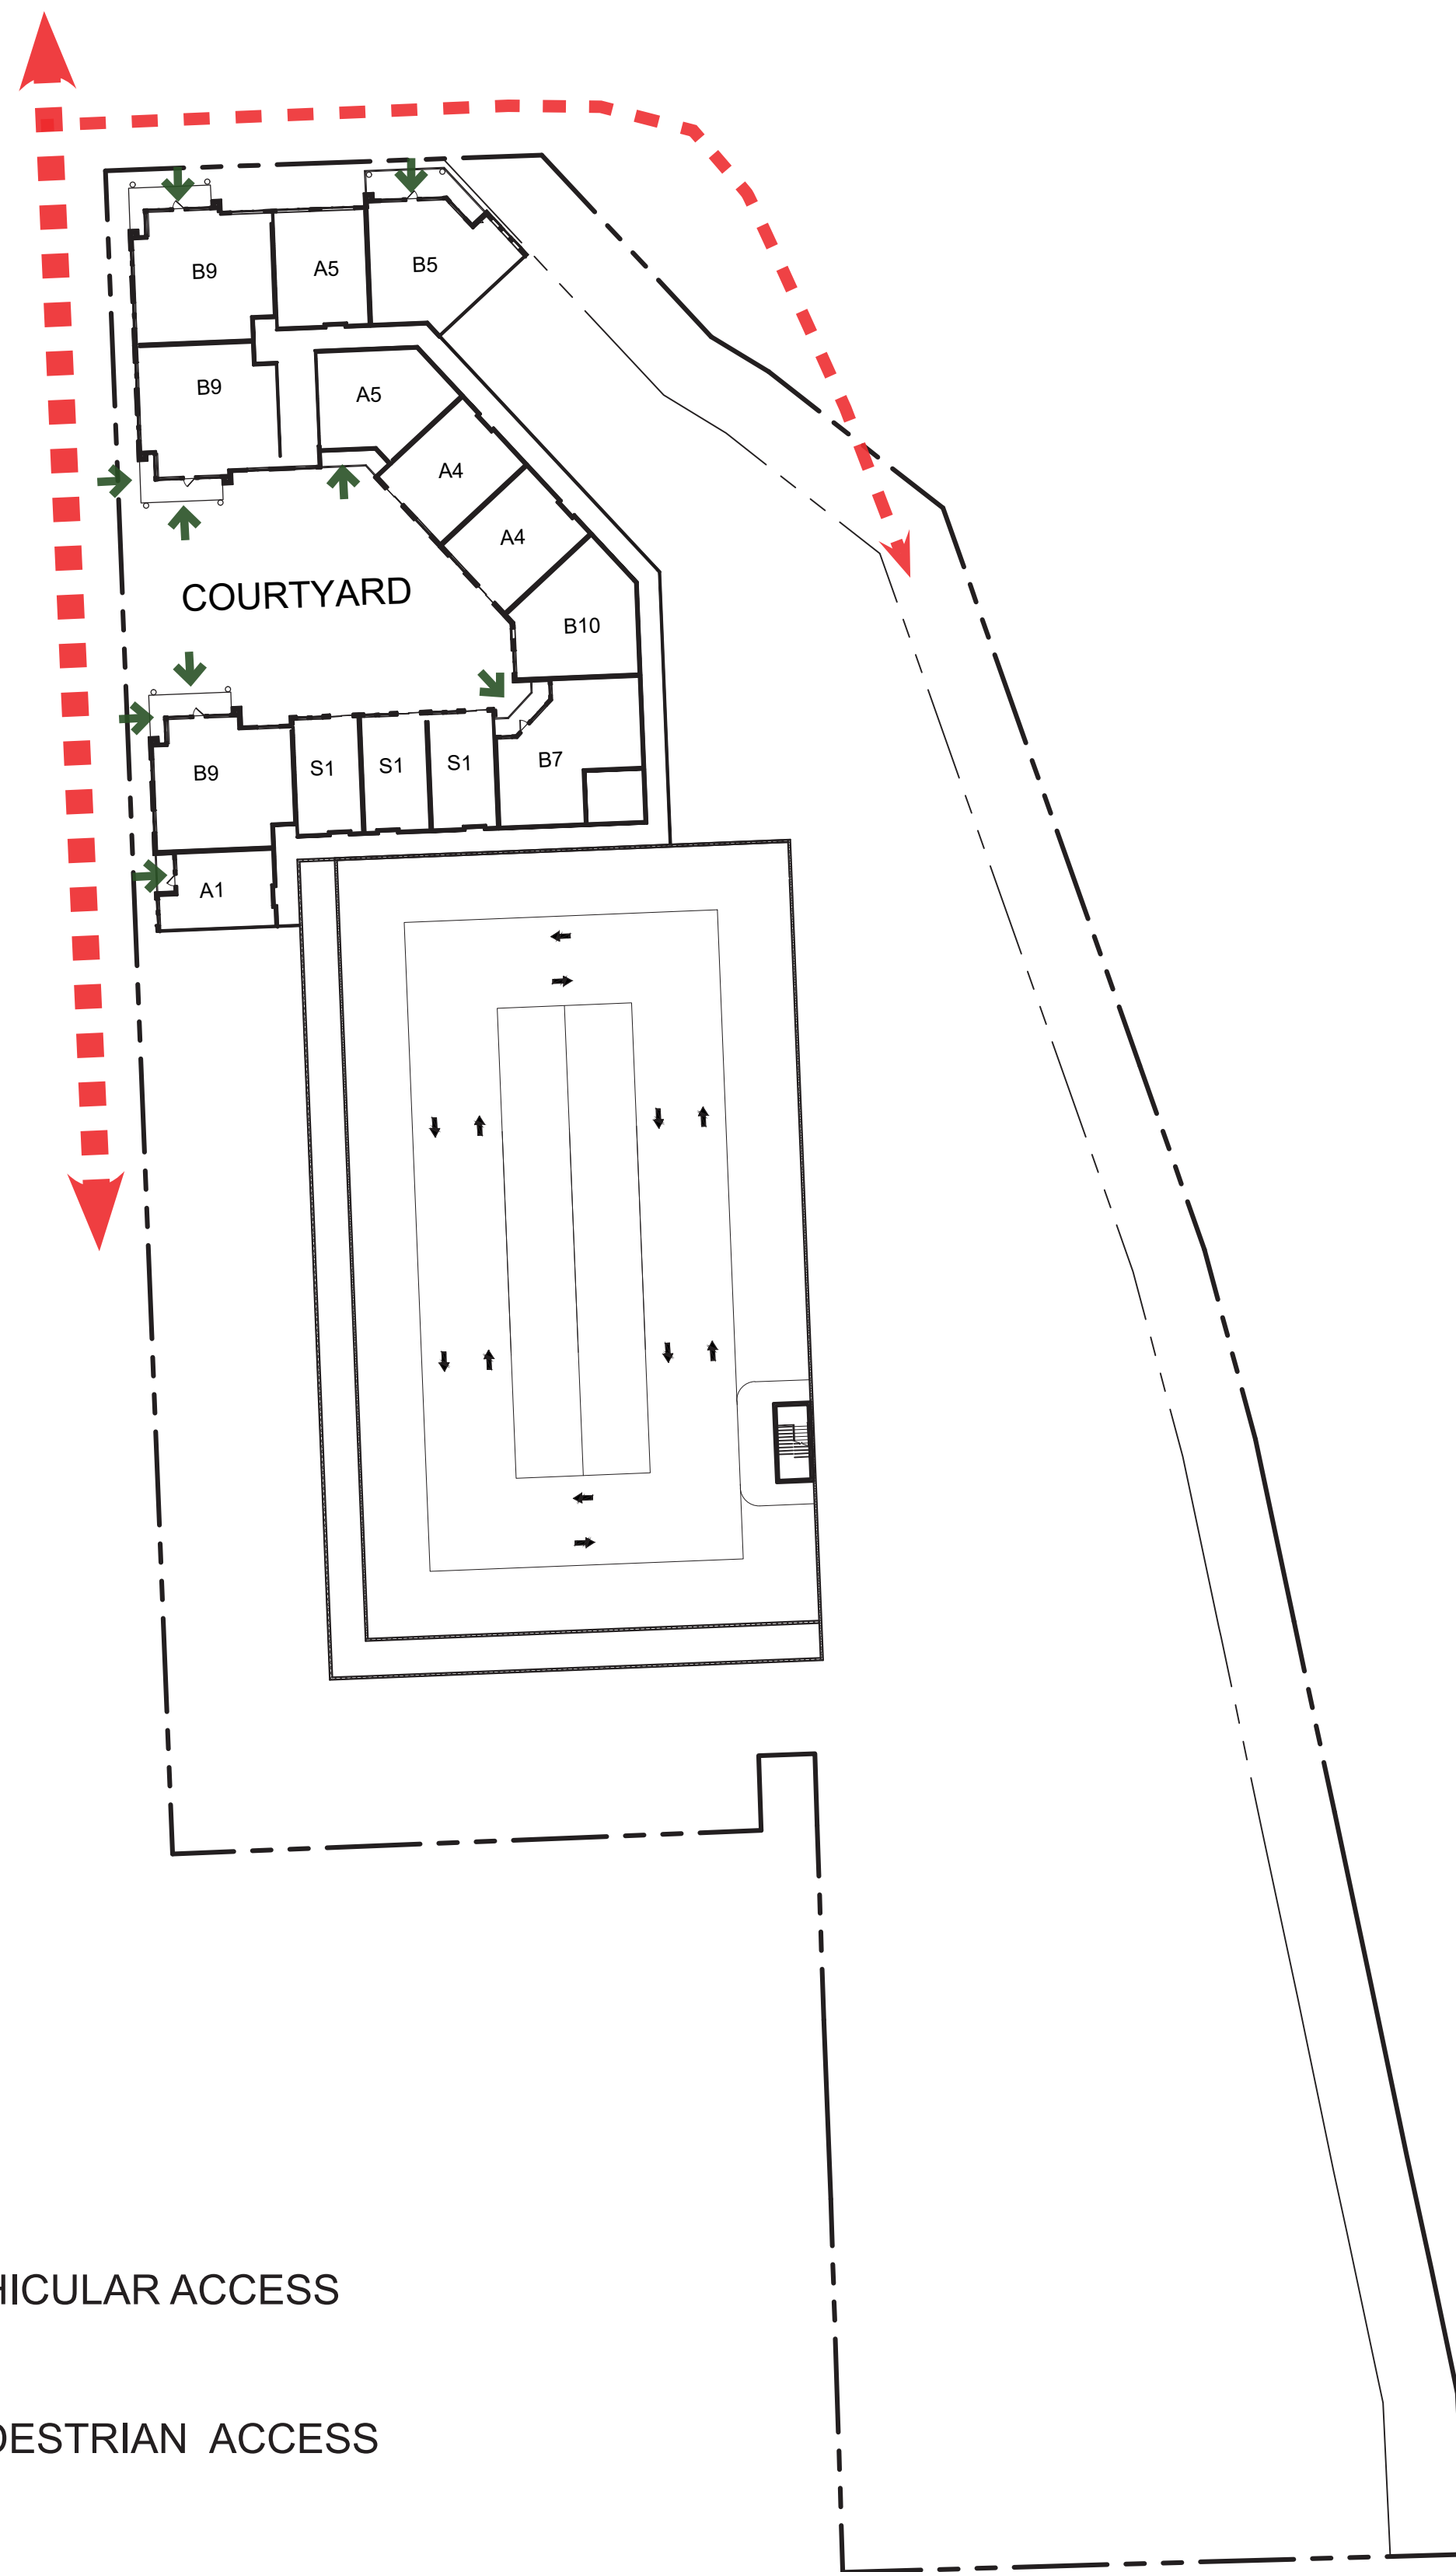 B9
A5
B5
B9
A5
A4
A4
COURTYARD
B10
B9
S1
S1
S1
B7
A1
HICULAR ACCESS
DESTRIAN ACCESS